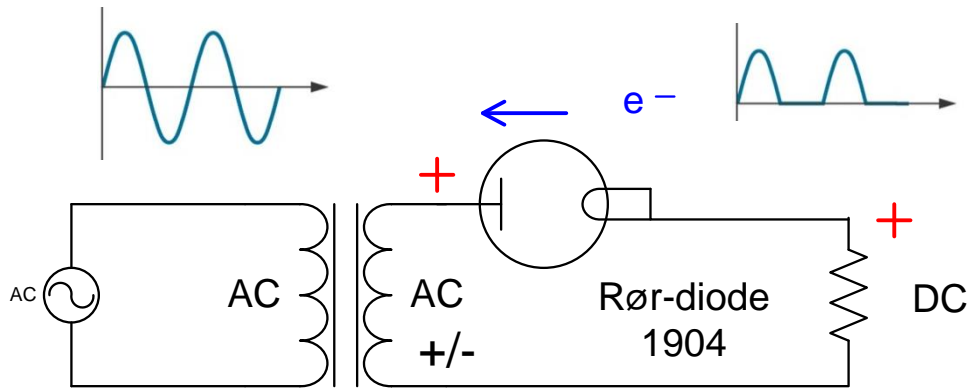 e –
+
+
AC
AC
AC
+/-
Rør-diode
1904
DC